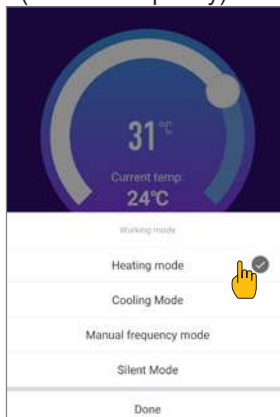 31°C
Current temp:
24°C
Working mode
Heating mode
Cooling Mode
Manual frequency mode
Silent Mode
Done